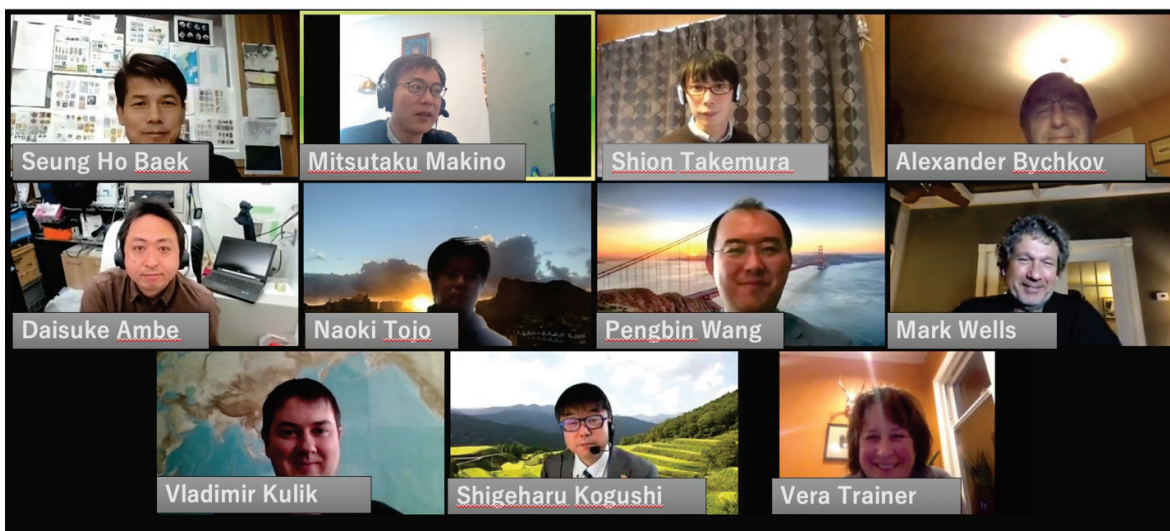 Seung Ho Baek
Mitsutaku Makino
Shion Takemura
Alexander Bychkov
Daisuke Ambe
Naoki Tojo
Pengbin Wang
Mark Wells
Vladimir Kulik
Shigeharu Kogushi
Vera Trainer